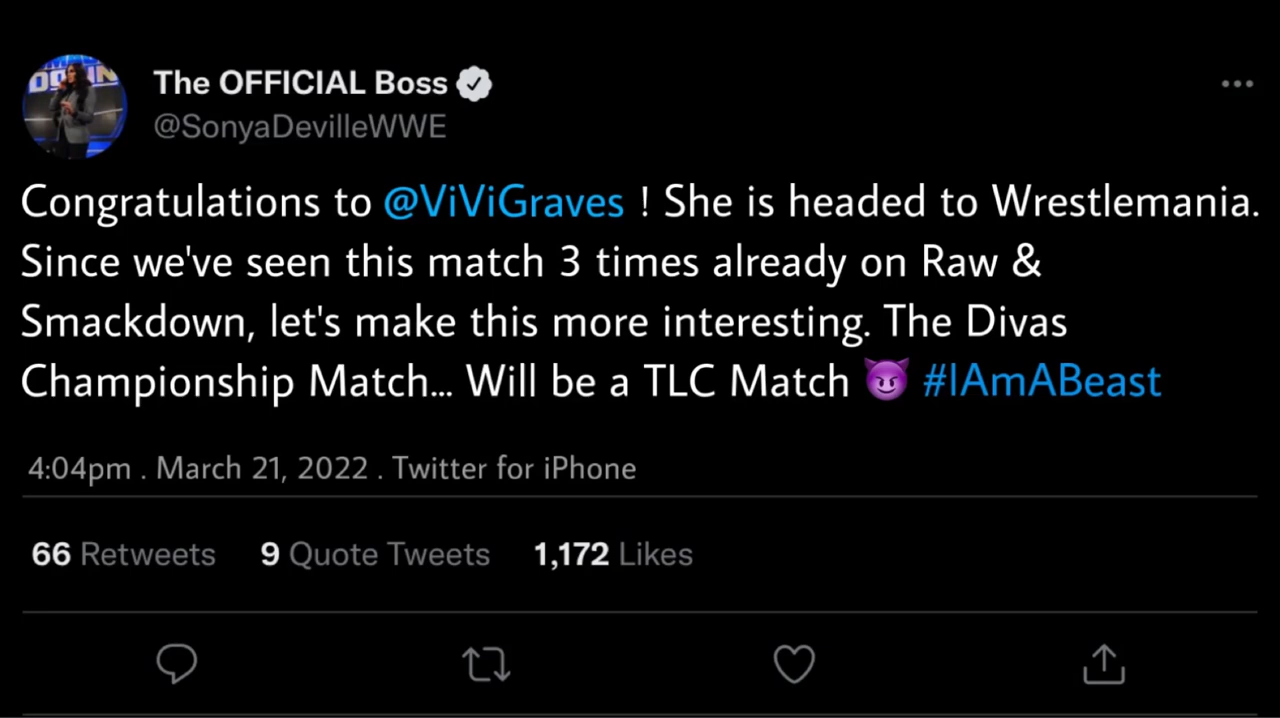 The OFFICIAL Boss
@SonyaDevilleWWE
Congratulations to @ViViGraves ! She is headed to Wrestlemania.
Since we've seen this match 3 times already on Raw &
Smackdown, let's make this more interesting. The Divas
Championship Match... Will be a TLC Match 😈 #IAmABeast
4:04pm . March 21, 2022 . Twitter for iPhone
66 Retweets 9 Quote Tweets 1,172 Likes